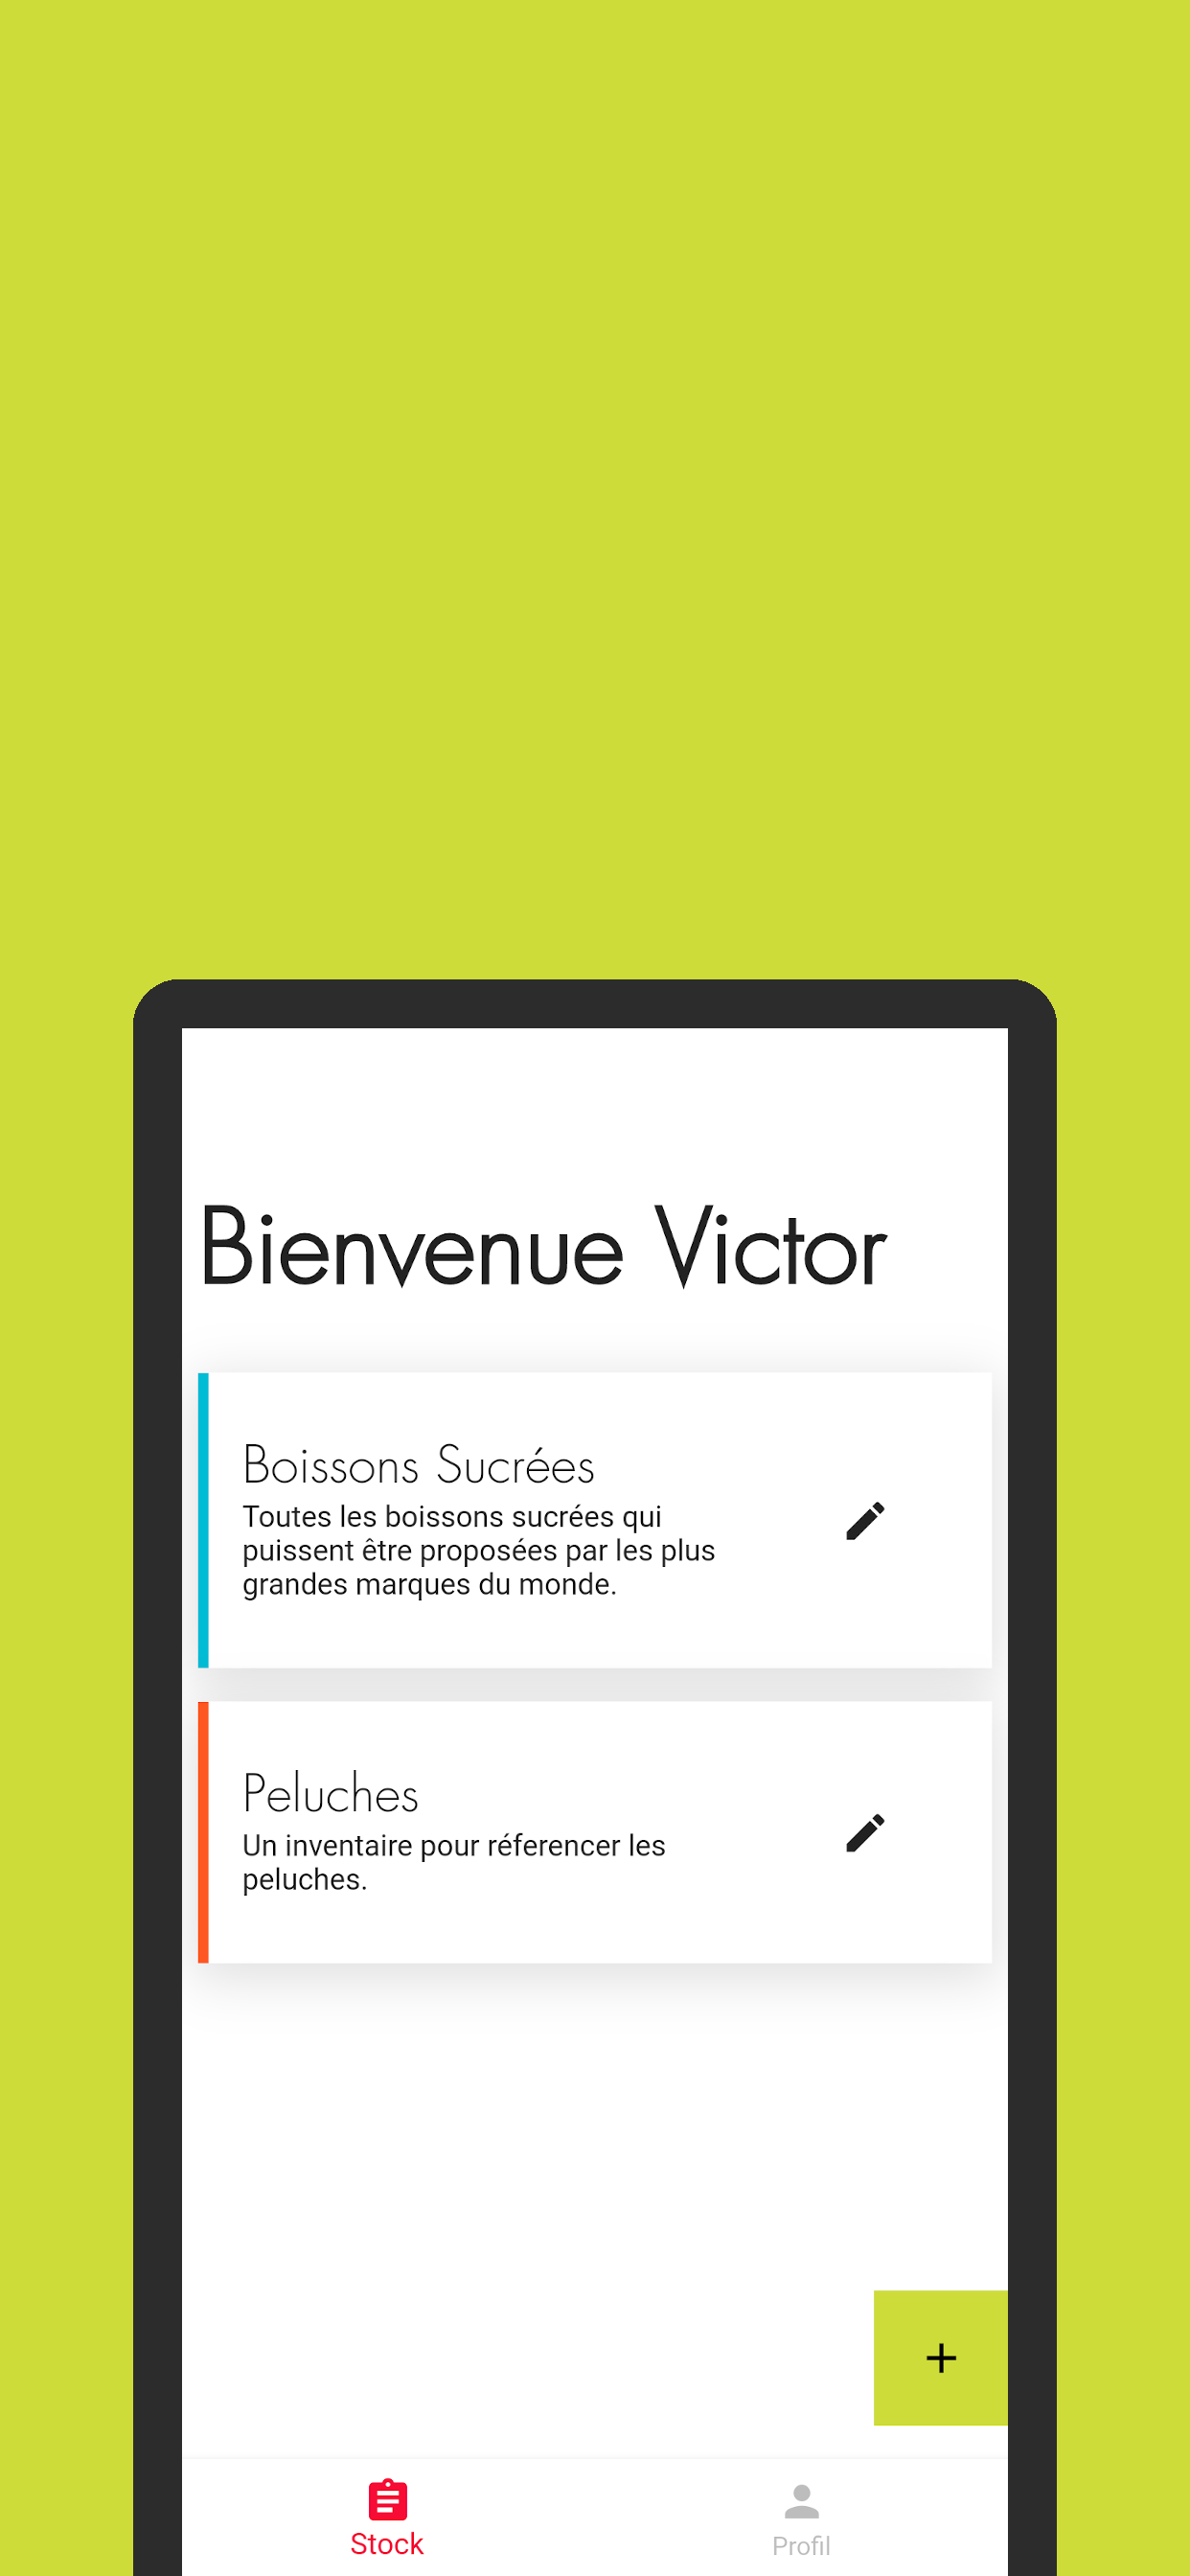 Bienvenue Victor
Boissons Sucrées
Toutes les boissons sucrées qui
puissent être proposées par les plus
grandes marques du monde.
Peluches
Un inventaire pour réferencer les
peluches.
+
Stock
Profil